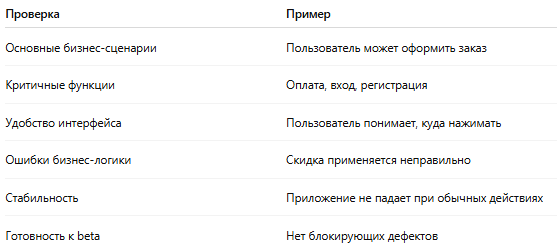 Проверка Пример
Основные бизнес-сценарии Пользователь может оформить заказ
Критичные функции Оплата, вход, регистрация
Удобство интерфейса Пользователь понимает, куда нажимать
Ошибки бизнес-логики Скидка применяется неправильно
Стабильность Приложение не падает при обычных действиях
Готовность к beta Нет блокирующих дефектов